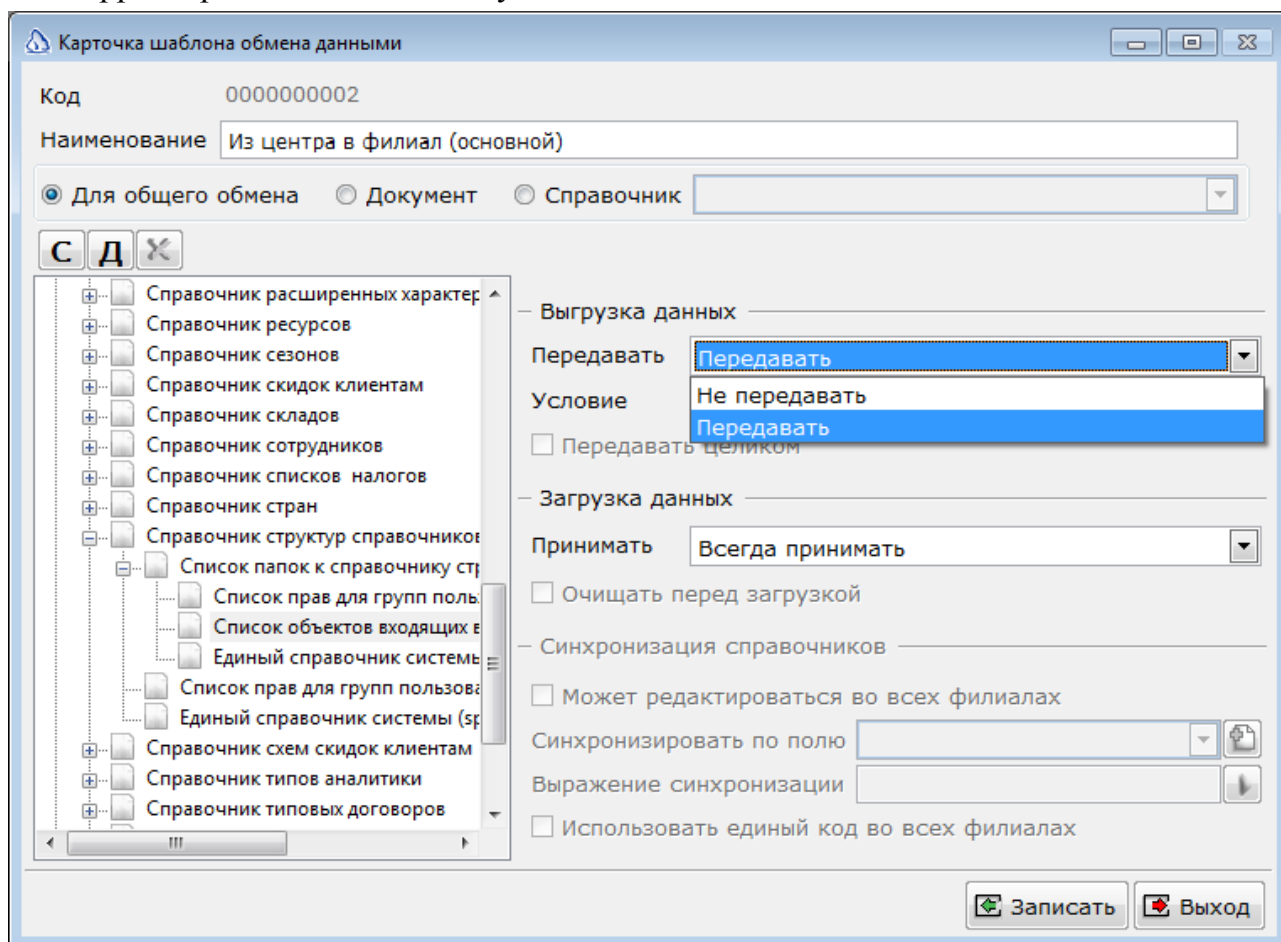 Карточка шаблона обмена данными
Код 0000000002
Наименование Из центра в филиал (основной)
Для общего обмена Документ Справочник
С Д
Справочник расширенных характер
Справочник ресурсов
Справочник сезонов
Справочник скидок клиентам
Справочник складов
Справочник сотрудников
Справочник списков налогов
Справочник стран
Справочник структур справочников
Список папок к справочнику стр
Список прав для групп поль
Список объектов входящих в
Единый справочник системы
Список прав для групп пользова
Единый справочник системы (sp
Справочник схем скидок клиентам
Справочник типов аналитики
Справочник типовых договоров
Выгрузка данных
Передавать Передавать
Не передавать
Условие
Передавать
Передавать целиком
Загрузка данных
Принимать Всегда принимать
Очищать перед загрузкой
Синхронизация справочников
Может редактироваться во всех филиалах
Синхронизировать по полю
Выражение синхронизации
Использовать единый код во всех филиалах
Записать Выход